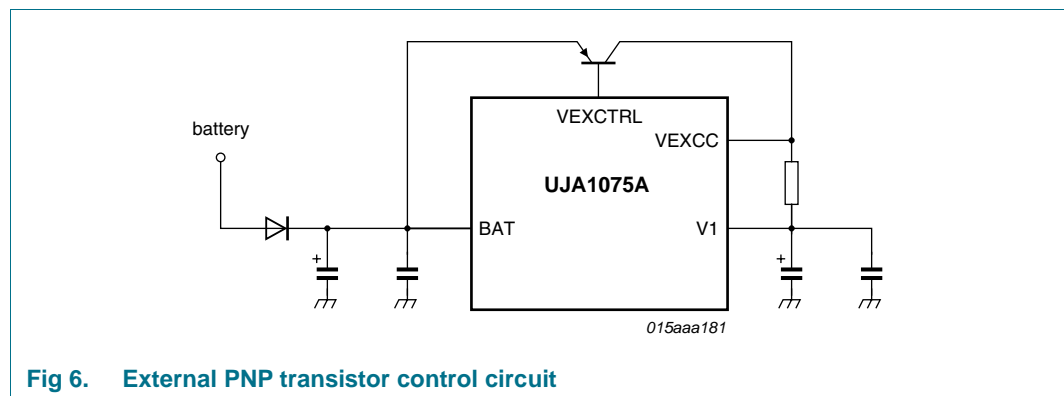 VEXCTRL
battery
VEXCC
UJA1075A
BAT
V1
+
+
015aaa181
Fig 6. External PNP transistor control circuit